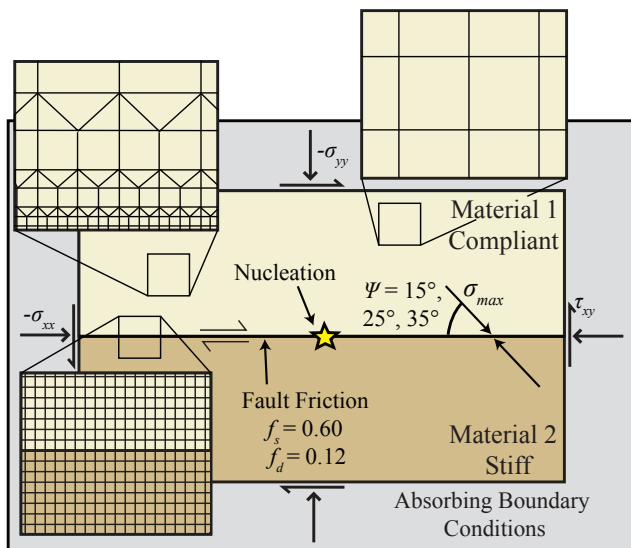 -σyy
Material 1
Compliant
Nucleation
Ψ = 15°,
25°, 35°
σmax
-σxx
τxy
Fault Friction
fs = 0.60
fd = 0.12
Material 2
Stiff
Absorbing Boundary
Conditions